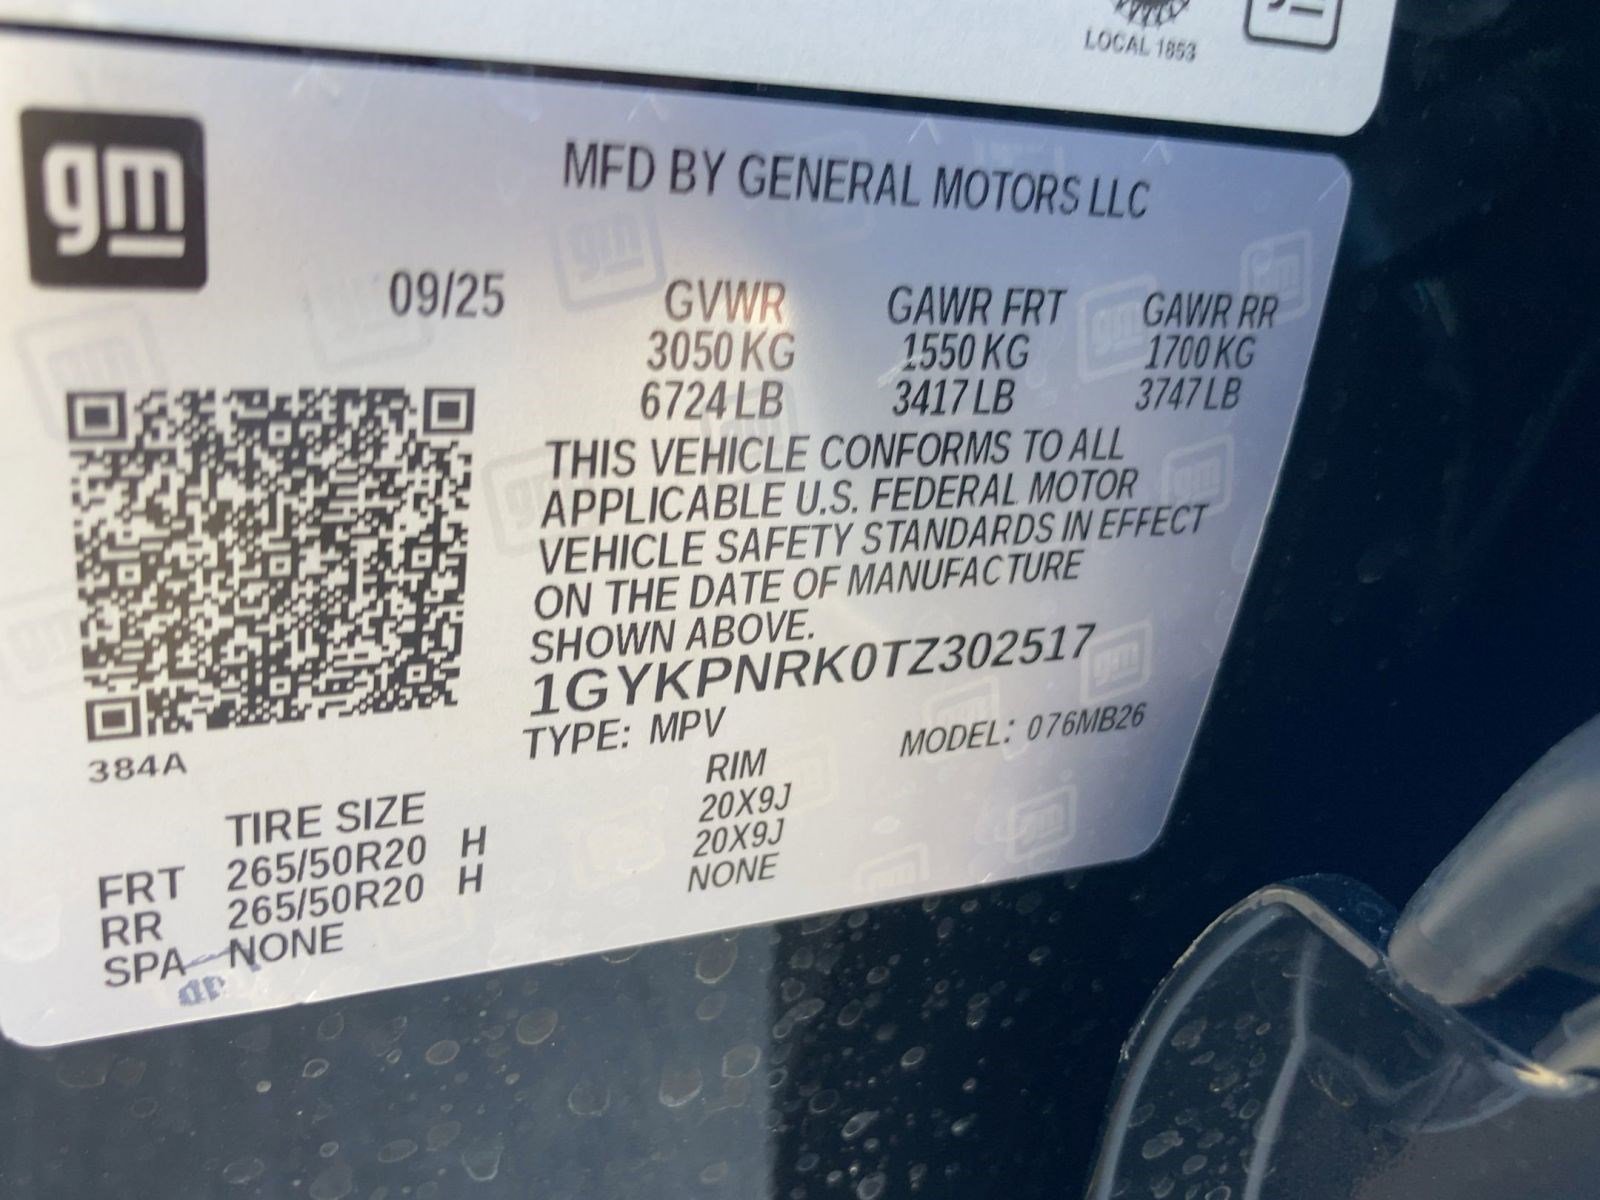 LOCAL 1853
gm
MFD BY GENERAL MOTORS LLC
09/25
GVWR GAWR FRT GAWR RR
3050 KG 1550 KG 1700 KG
6724 LB 3417 LB 3747 LB
THIS VEHICLE CONFORMS TO ALL
APPLICABLE U.S. FEDERAL MOTOR
VEHICLE SAFETY STANDARDS IN EFFECT
ON THE DATE OF MANUFACTURE
SHOWN ABOVE.
1GYKPNRK0TZ302517
TYPE: MPV MODEL: 076MB26
384A
TIRE SIZE RIM
FRT 265/50R20 H 20X9J
RR 265/50R20 H 20X9J
SPA NONE NONE